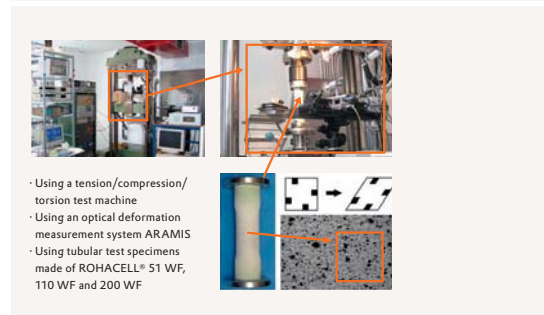 · Using a tension/compression/
torsion test machine
· Using an optical deformation
measurement system ARAMIS
· Using tubular test specimens
made of ROHACELL® 51 WF,
110 WF and 200 WF